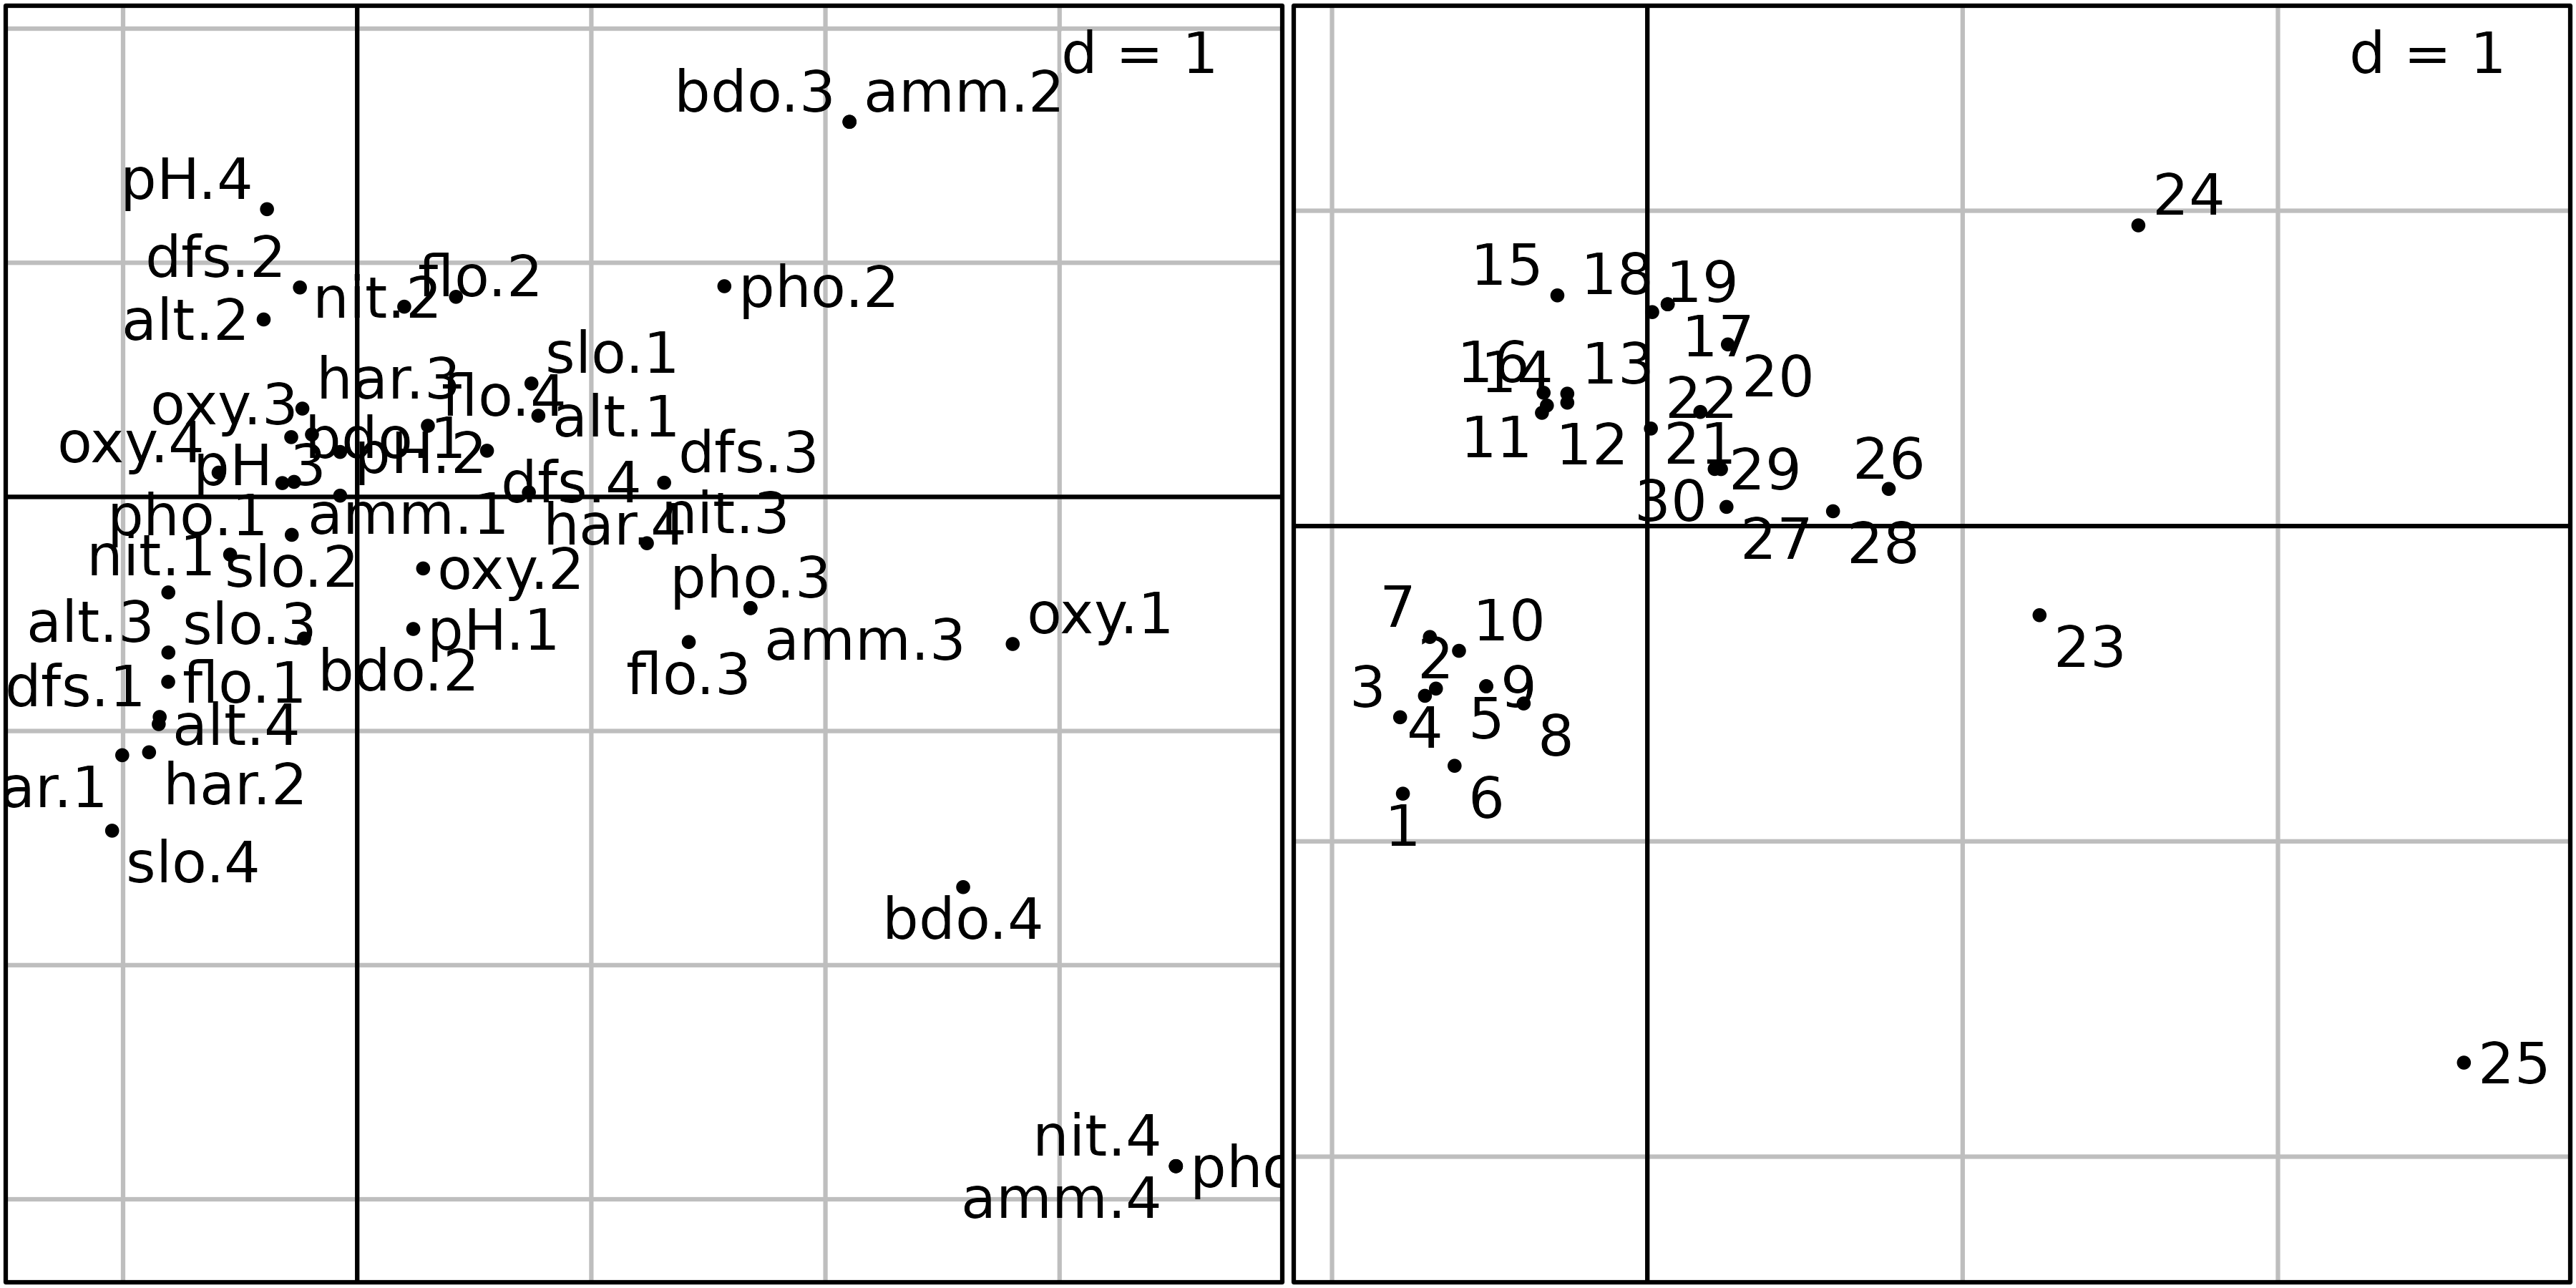 d = 1
bdo.3
amm.2
pH.4
dfs.2
flo.2
nit.2
pho.2
alt.2
slo.1
har.3
flo.4
oxy.3
alt.1
oxy.4
bdo.1
pH.2
dfs.3
pH.3
dfs.4
pho.1
amm.1
nit.3
har.4
nit.1
slo.2
oxy.2
pho.3
alt.3
slo.3
pH.1
amm.3
oxy.1
dfs.1
flo.1
bdo.2
flo.3
alt.4
ar.1
har.2
slo.4
bdo.4
nit.4
pho
amm.4
d = 1
24
15
18
19
17
16
14
13
20
22
11
12
21
29
26
30
27
28
7
10
2
3
9
4
5
8
6
1
23
25